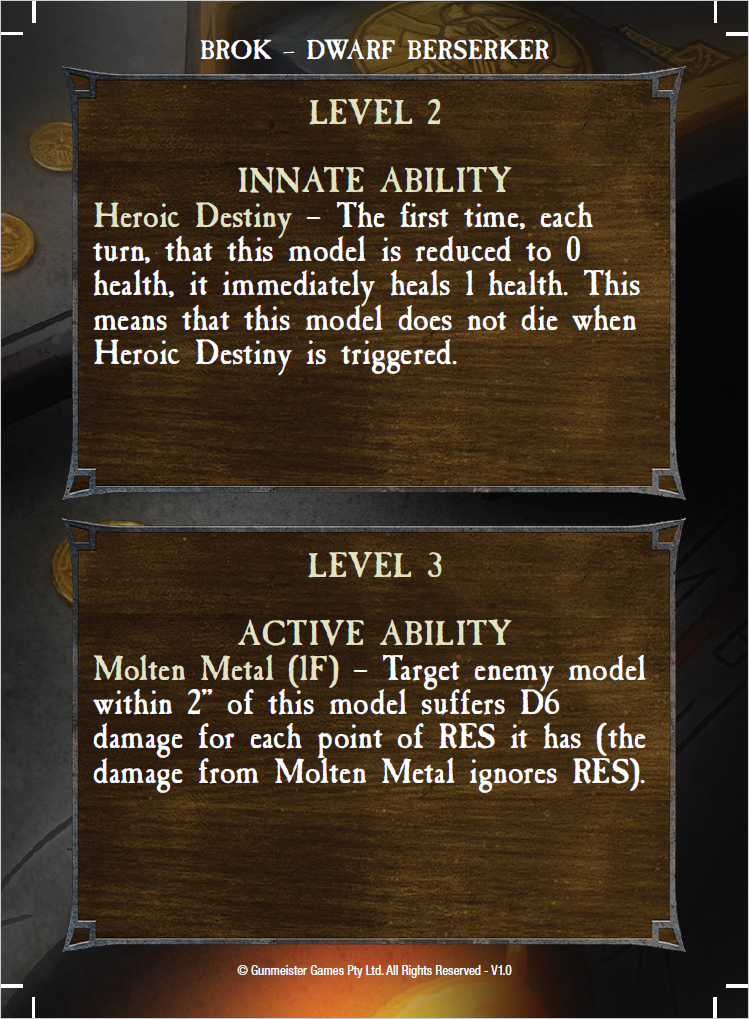 BROK – DWARF BERSERKER
LEVEL 2
INNATE ABILITY
Heroic Destiny – The first time, each
turn, that this model is reduced to 0
health, it immediately heals 1 health. This
means that this model does not die when
Heroic Destiny is triggered.
LEVEL 3
ACTIVE ABILITY
Molten Metal (1F) – Target enemy model
within 2” of this model suffers D6
damage for each point of RES it has (the
damage from Molten Metal ignores RES).
© Gunmeister Games Pty Ltd. All Rights Reserved - V1.0